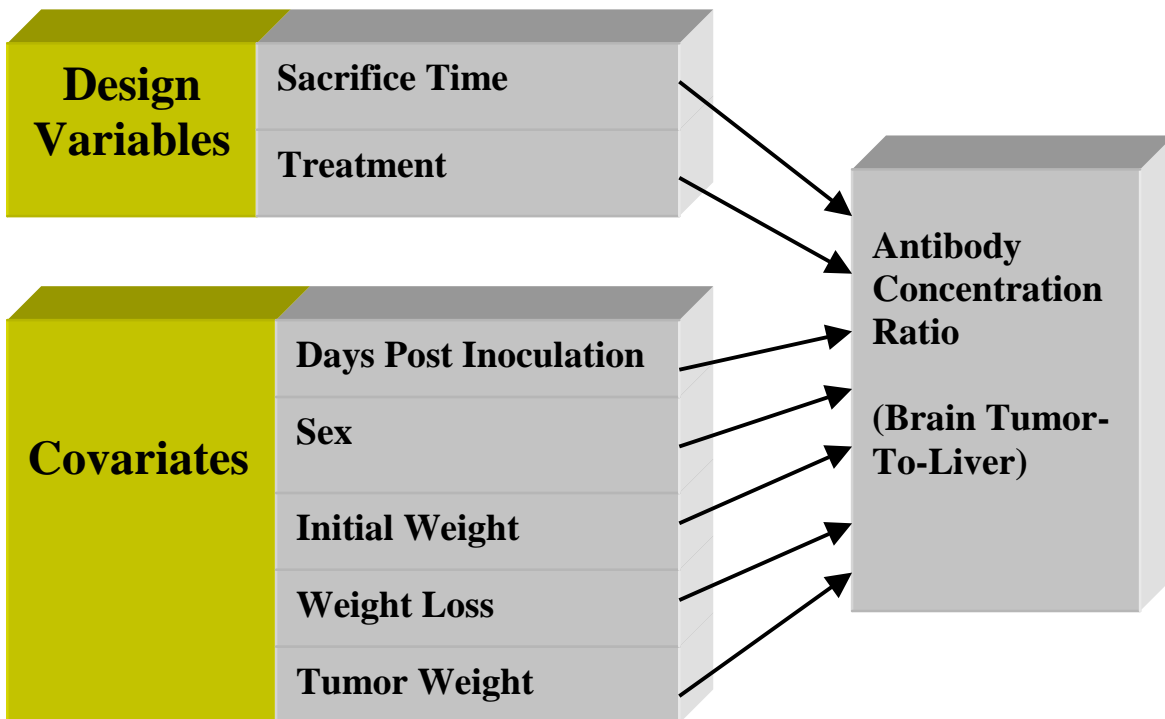 Design
Variables
Sacrifice Time
Treatment
Covariates
Days Post Inoculation
Sex
Initial Weight
Weight Loss
Tumor Weight
Antibody
Concentration
Ratio
(Brain Tumor-
To-Liver)